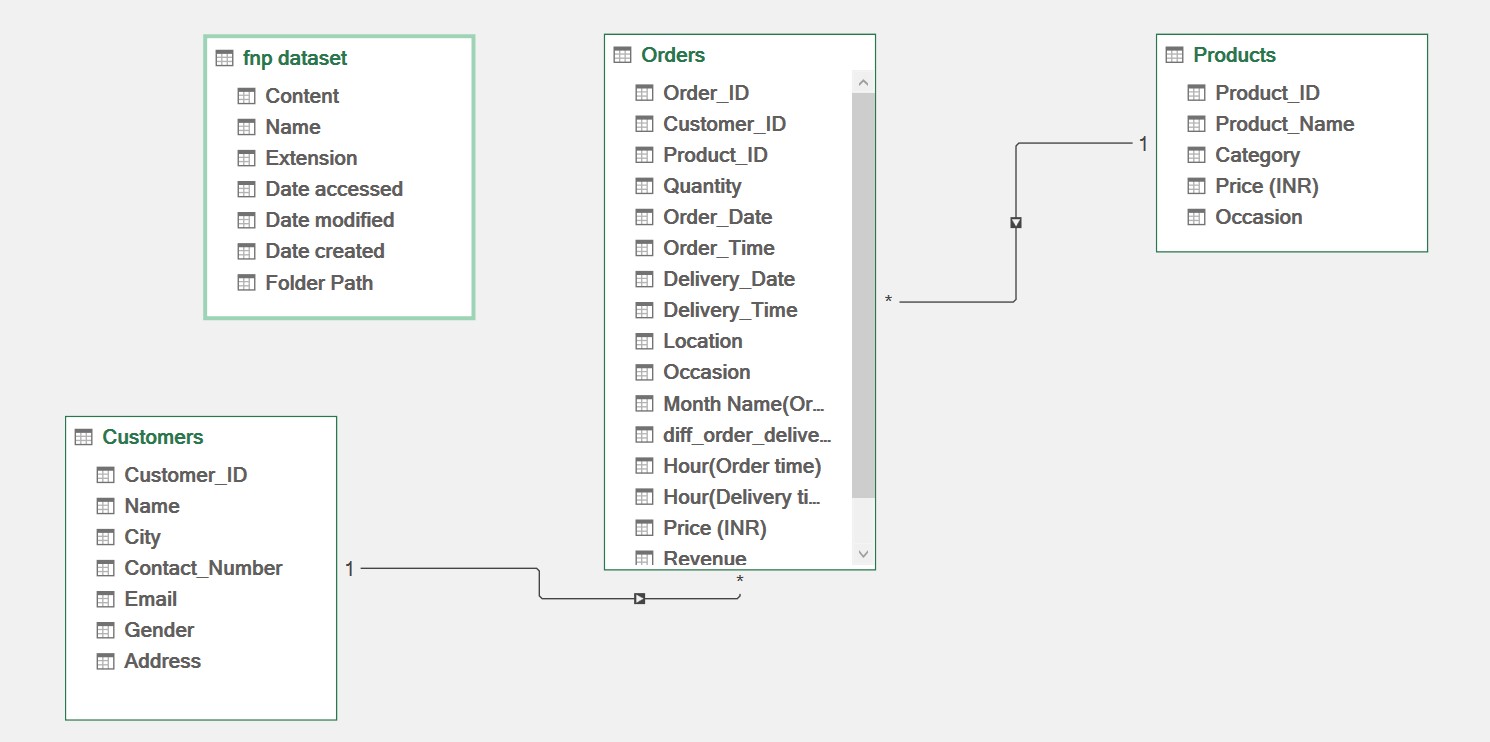 fnp dataset
Content
Name
Extension
Date accessed
Date modified
Date created
Folder Path
Orders
Order_ID
Customer_ID
Product_ID
Quantity
Order_Date
Order_Time
Delivery_Date
Delivery_Time
Location
Occasion
Month Name(Or...
diff_order_delive...
Hour(Order time)
Hour(Delivery ti...
Price (INR)
Revenue
Products
Product_ID
Product_Name
Category
Price (INR)
Occasion
1
*
Customers
Customer_ID
Name
City
Contact_Number
Email
Gender
Address
1
*